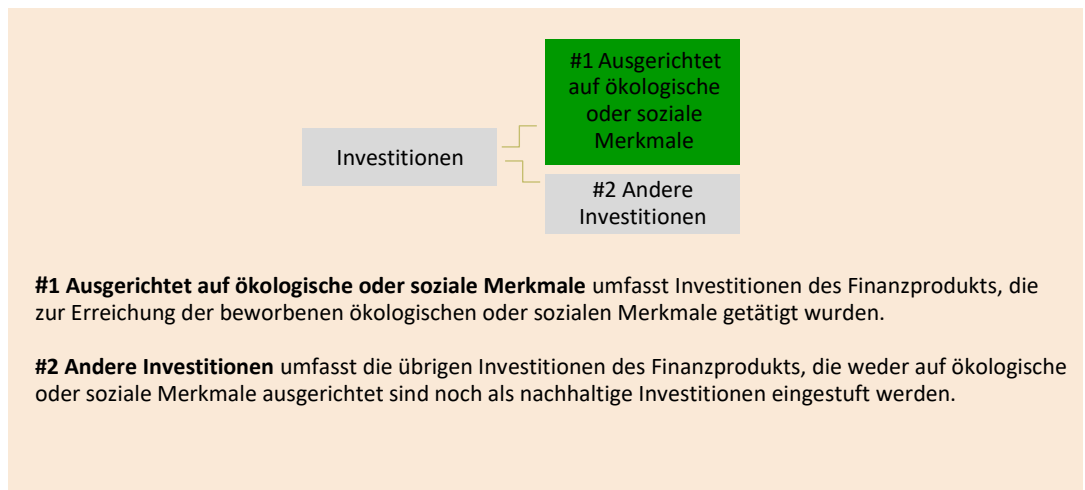 #1 Ausgerichtet
auf ökologische
oder soziale
Merkmale
Investitionen
#2 Andere
Investitionen
#1 Ausgerichtet auf ökologische oder soziale Merkmale umfasst Investitionen des Finanzprodukts, die
zur Erreichung der beworbenen ökologischen oder sozialen Merkmale getätigt wurden.
#2 Andere Investitionen umfasst die übrigen Investitionen des Finanzprodukts, die weder auf ökologische
oder soziale Merkmale ausgerichtet sind noch als nachhaltige Investitionen eingestuft werden.